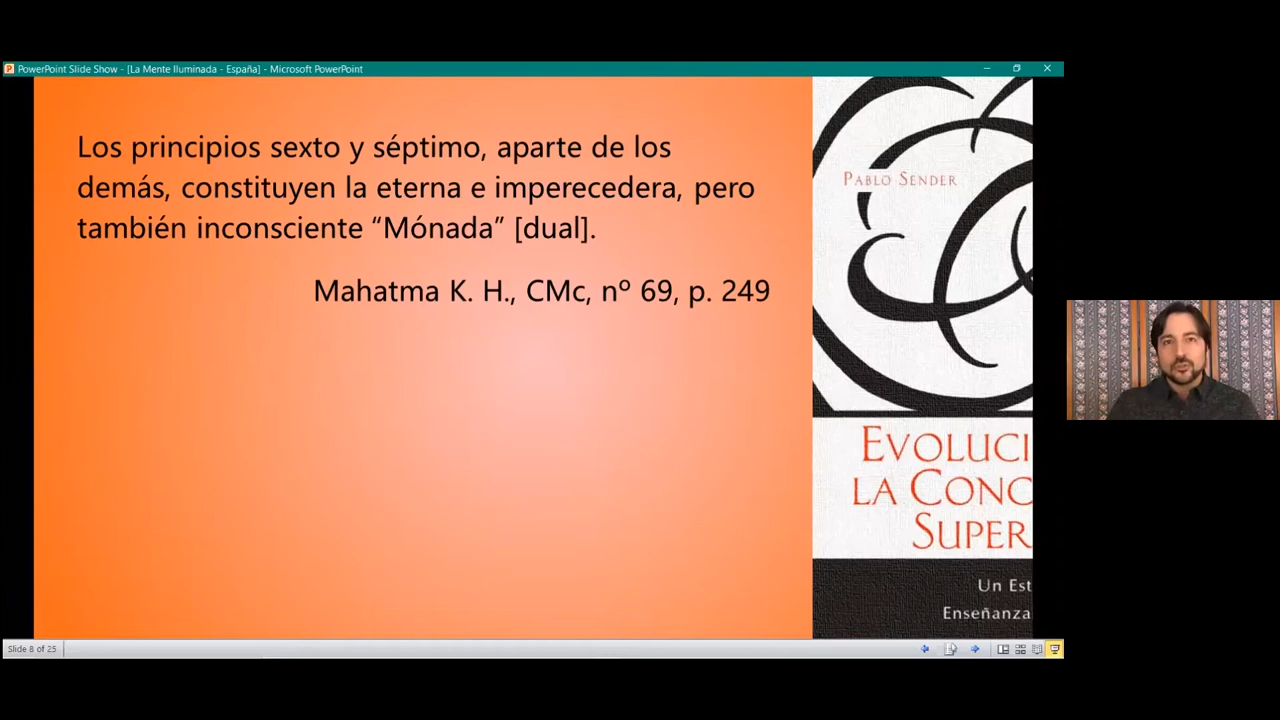 PowerPoint Slide Show - [La Mente Iluminada - España] - Microsoft PowerPoint
Los principios sexto y séptimo, aparte de los
demás, constituyen la eterna e imperecedera, pero
también inconsciente “Mónada” [dual].
Mahatma K. H., CMc, nº 69, p. 249
PABLO SENDER
EVOLUCI
LA CONC
SUPER
Un Est
Enseñanza
Slide 8 of 25